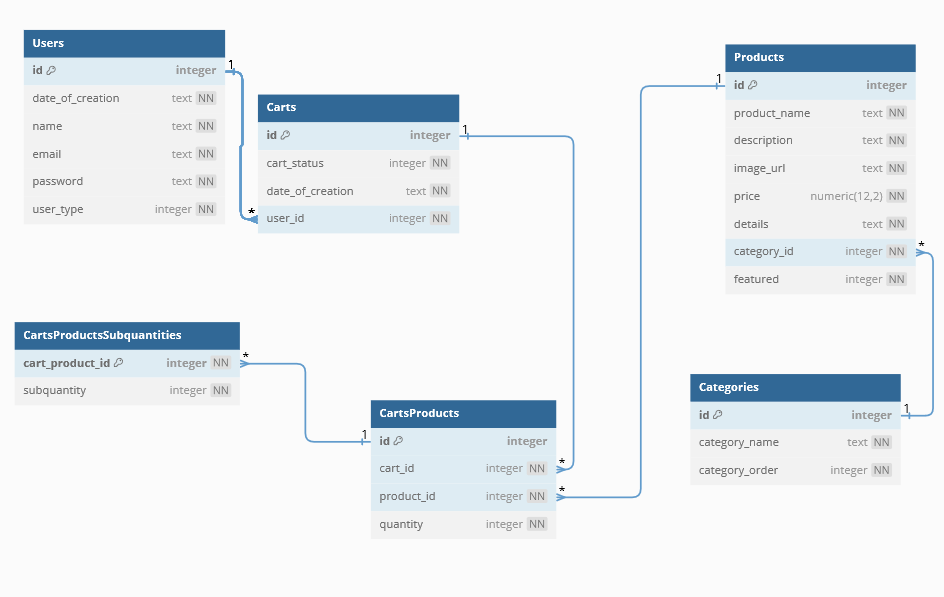 Users
id integer
date_of_creation text NN
name text NN
email text NN
password text NN
user_type integer NN
1
*
Carts
id integer
cart_status integer NN
date_of_creation text NN
user_id integer NN
1
Products
id integer
product_name text NN
description text NN
image_url text NN
price numeric(12,2) NN
details text NN
category_id integer NN
featured integer NN
1
*
CartsProductsSubquantities
cart_product_id integer NN
subquantity integer NN
*
CartsProducts
id integer
cart_id integer NN
product_id integer NN
quantity integer NN
1
*
*
Categories
id integer
category_name text NN
category_order integer NN
1